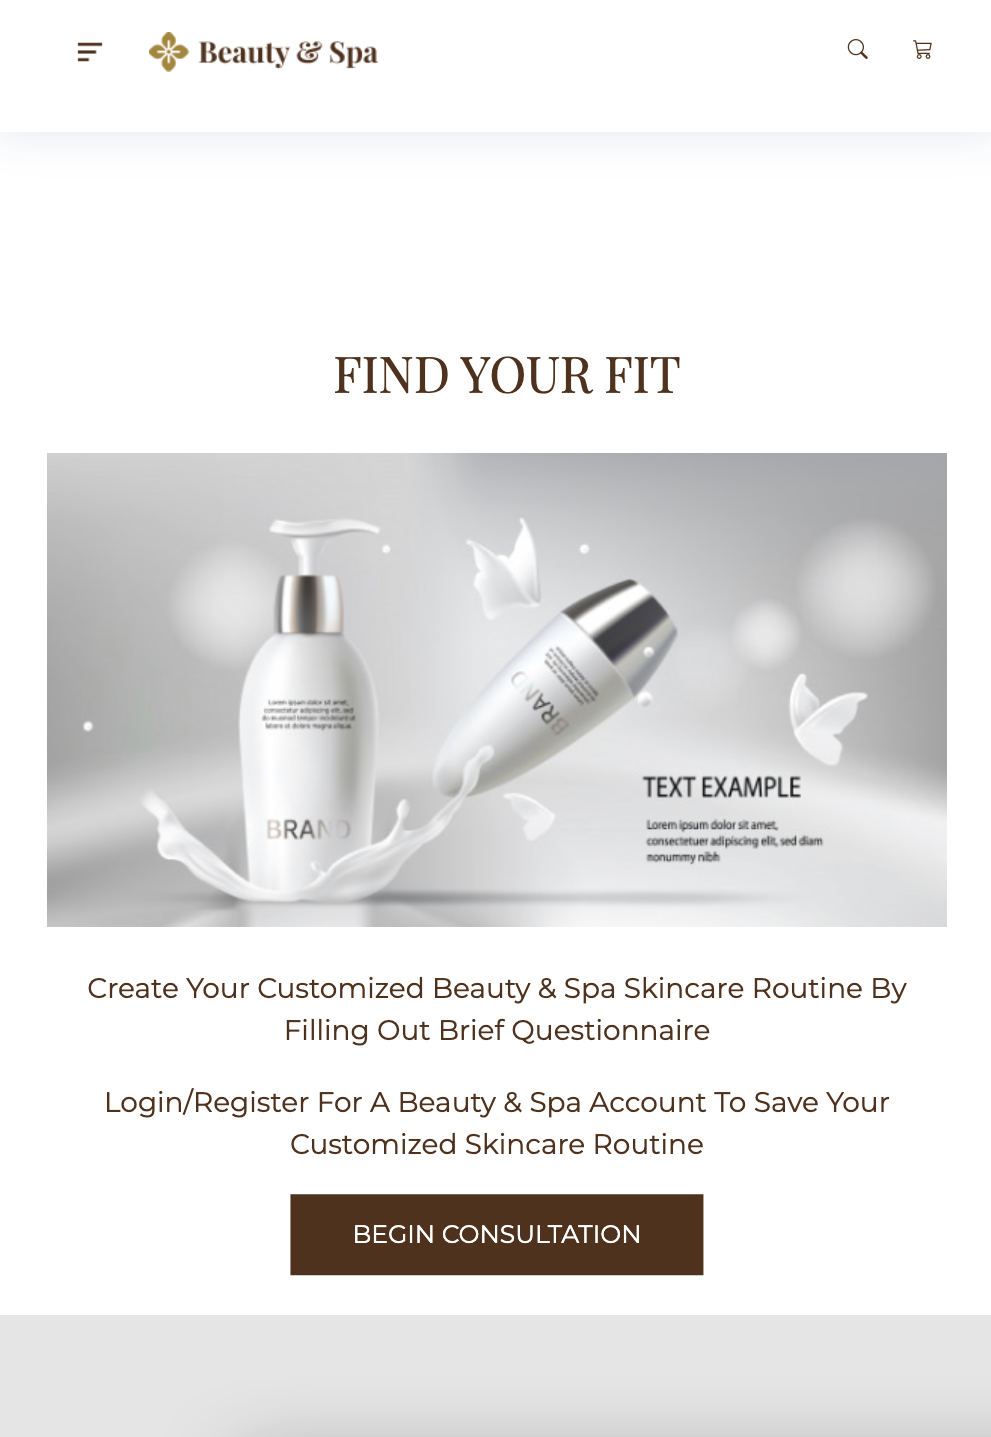 Beauty & Spa
FIND YOUR FIT
Lorem ipsum dolor sit amet,
consectetur adipiscing elit, sed
do eiusmod tempor incididunt ut
labore et dolore magna aliqua.
BRAND
BRAND
TEXT EXAMPLE
Lorem ipsum dolor sit amet,
consectetuer adipiscing elit, sed diam
nonummy nibh
Create Your Customized Beauty & Spa Skincare Routine By
Filling Out Brief Questionnaire
Login/Register For A Beauty & Spa Account To Save Your
Customized Skincare Routine
BEGIN CONSULTATION